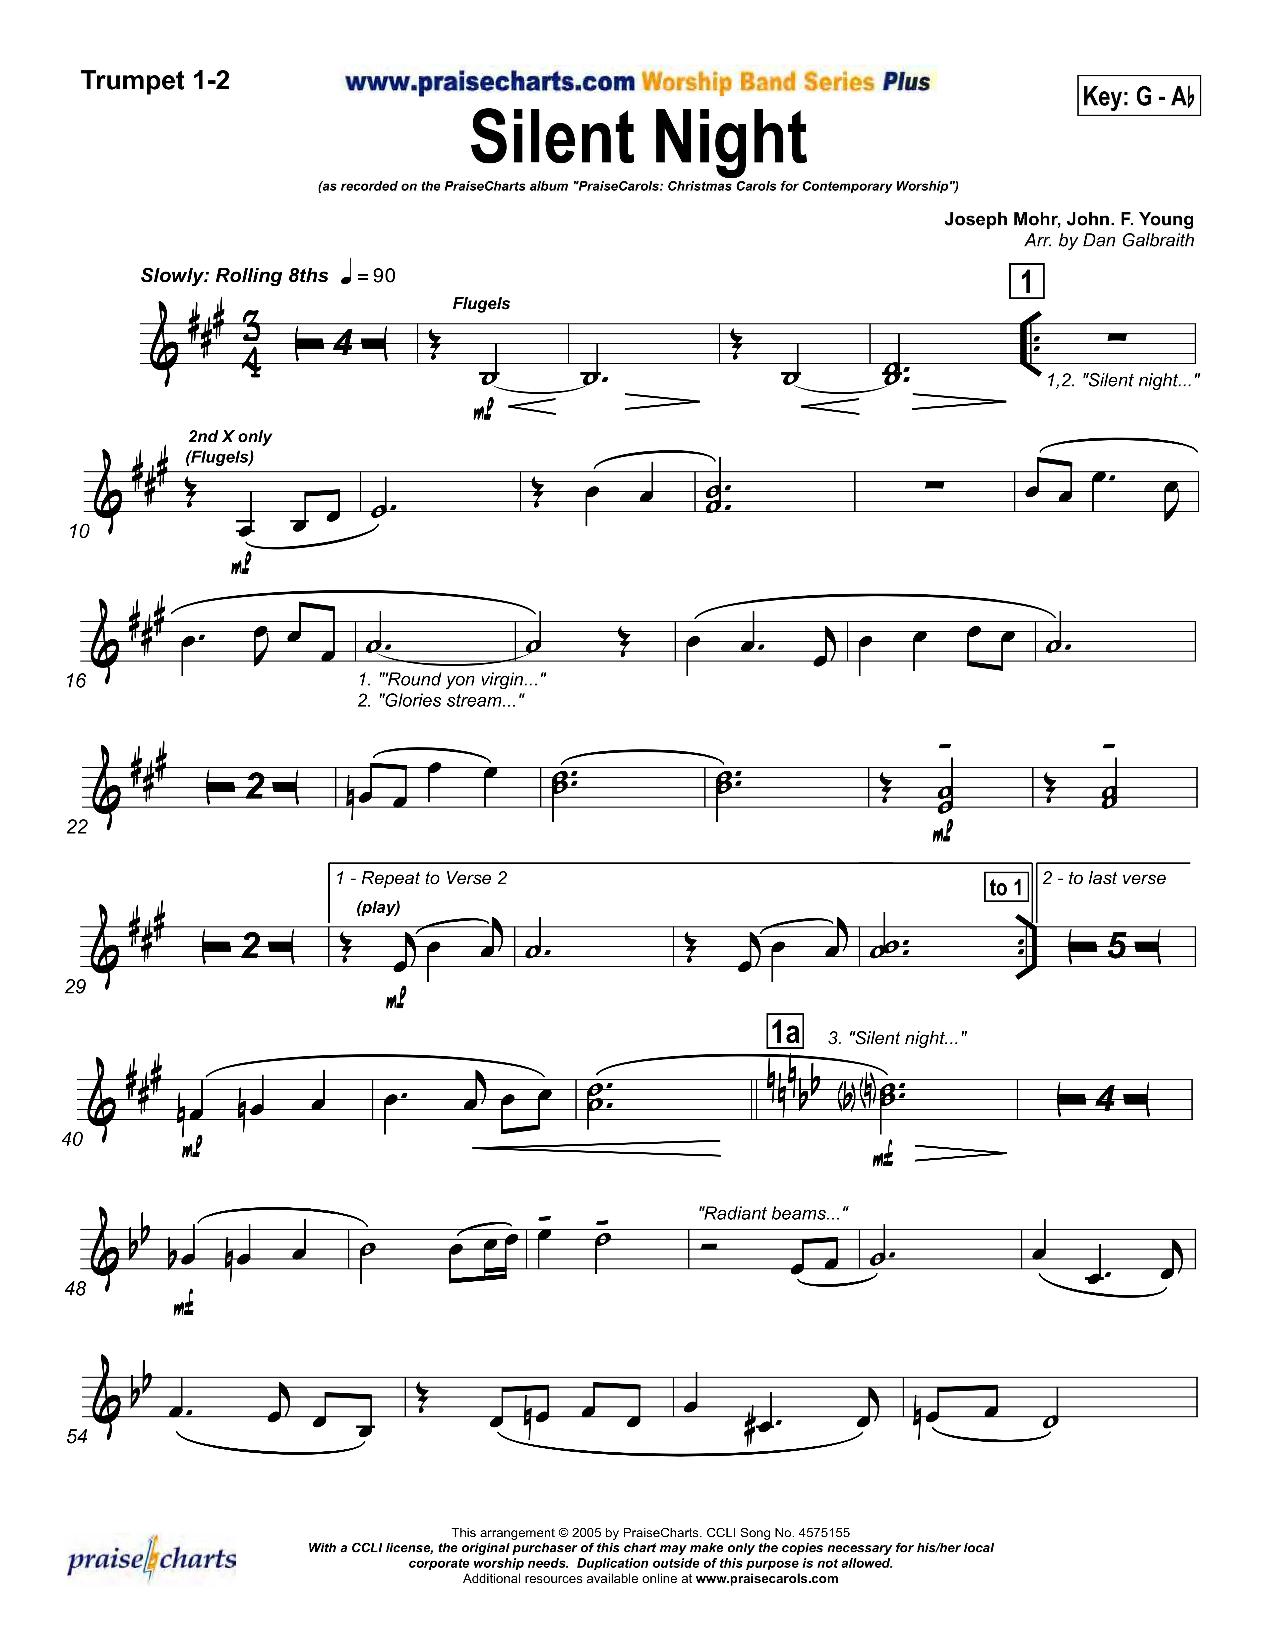 Trumpet 1-2
www.praisecharts.com Worship Band Series Plus
Key: G - A♭
Silent Night
(as recorded on the PraiseCharts album "PraiseCarols: Christmas Carols for Contemporary Worship")
Joseph Mohr, John. F. Young
Arr. by Dan Galbraith
Slowly: Rolling 8ths ♩ = 90
1
Flugels
3
4
4
mf
1,2. "Silent night..."
2nd X only
(Flugels)
10
mf
16
1. "'Round yon virgin..."
2. "Glories stream..."
22
2
mf
1 - Repeat to Verse 2
to 1
2 - to last verse
(play)
29
2
5
mf
1a
3. "Silent night..."
40
4
mf
mf
"Radiant beams..."
48
mf
54
This arrangement © 2005 by PraiseCharts. CCLI Song No. 4575155
With a CCLI license, the original purchaser of this chart may make only the copies necessary for his/her local
corporate worship needs. Duplication outside of this purpose is not allowed.
Additional resources available online at www.praisecarols.com
praisecharts